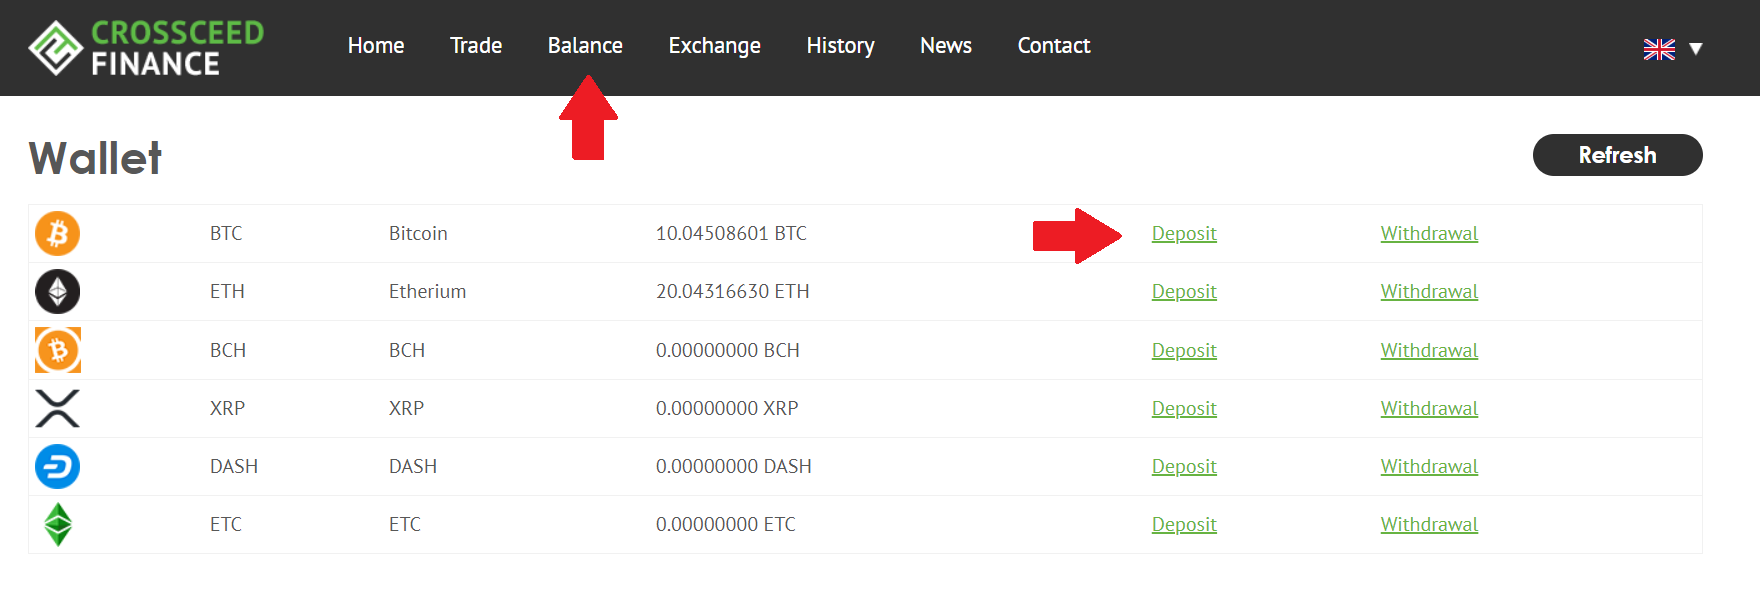 CROSSCEED
FINANCE
Home Trade Balance Exchange History News Contact
Wallet
Refresh
BTC Bitcoin 10.04508601 BTC Deposit Withdrawal
ETH Etherium 20.04316630 ETH Deposit Withdrawal
BCH BCH 0.00000000 BCH Deposit Withdrawal
XRP XRP 0.00000000 XRP Deposit Withdrawal
DASH DASH 0.00000000 DASH Deposit Withdrawal
ETC ETC 0.00000000 ETC Deposit Withdrawal